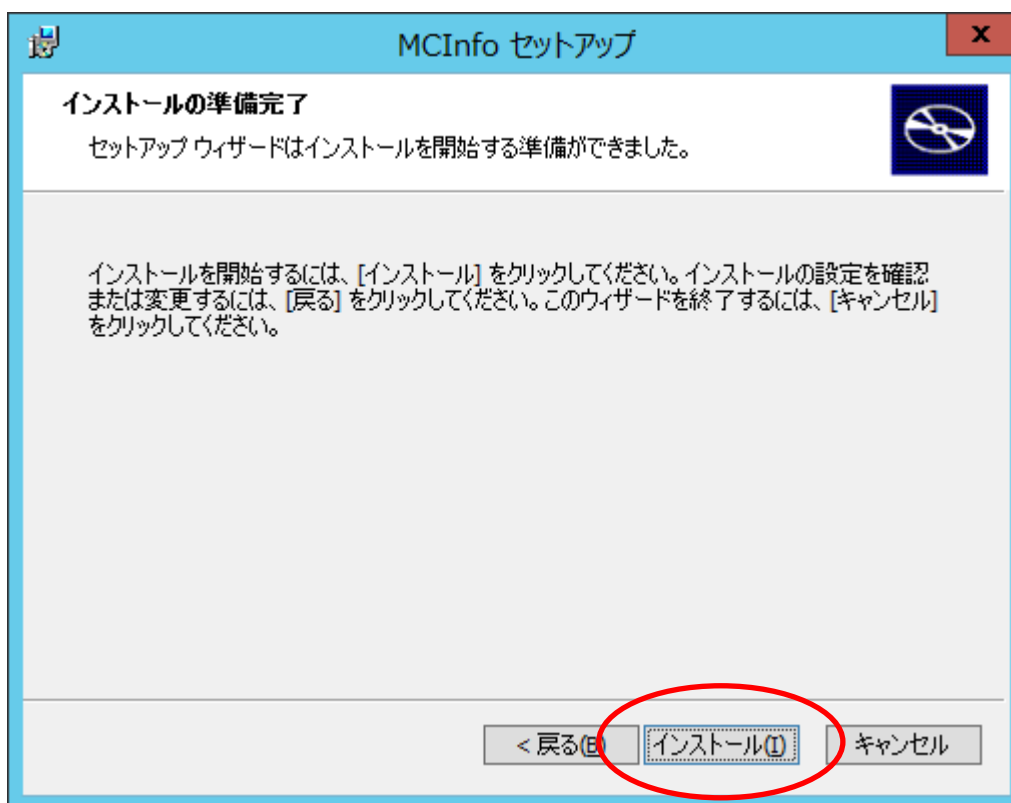 MCInfo セットアップ
x
インストールの準備完了
セットアップ ウィザードはインストールを開始する準備ができました。
インストールを開始するには、[インストール] をクリックしてください。インストールの設定を確認
または変更するには、[戻る] をクリックしてください。このウィザードを終了するには、[キャンセル]
をクリックしてください。
< 戻る(B) インストール(I) キャンセル